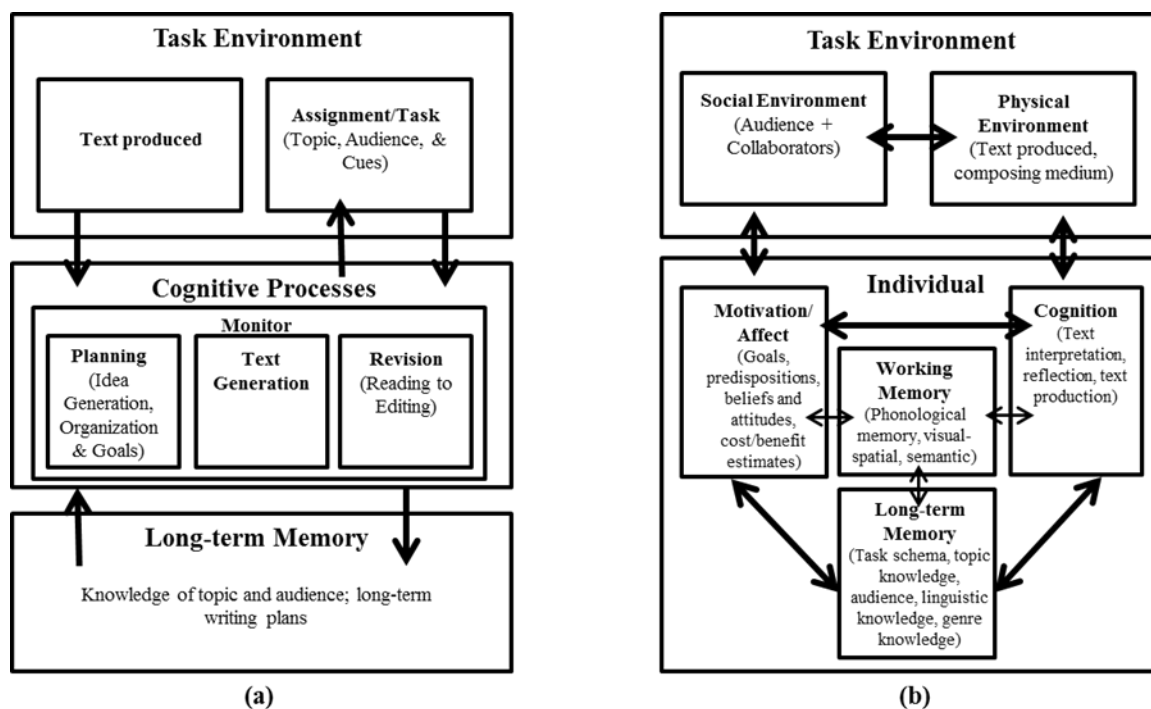 Task Environment
Text produced
Assignment/Task
(Topic, Audience, &
Cues)
Cognitive Processes
Monitor
Planning
(Idea
Generation,
Organization
& Goals)
Text
Generation
Revision
(Reading to
Editing)
Long-term Memory
Knowledge of topic and audience; long-term
writing plans
(a)
Task Environment
Social Environment
(Audience +
Collaborators)
Physical
Environment
(Text produced,
composing medium)
Individual
Motivation/
Affect
(Goals,
predispositions,
beliefs and
attitudes,
cost/benefit
estimates)
Working
Memory
(Phonological
memory, visual-
spatial, semantic)
Cognition
(Text
interpretation,
reflection, text
production)
Long-term
Memory
(Task schema, topic
knowledge,
audience, linguistic
knowledge, genre
knowledge)
(b)